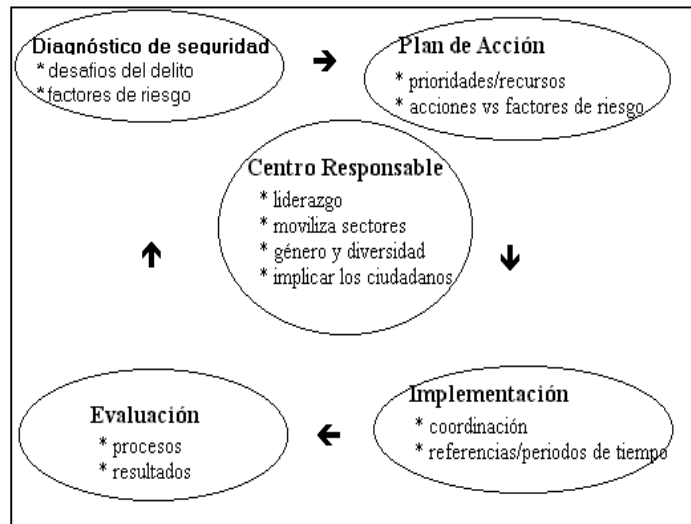 Diagnóstico de seguridad
* desafios del delito
* factores de riesgo
Plan de Acción
* prioridades/recursos
* acciones vs factores de riesgo
Centro Responsable
* liderazgo
* moviliza sectores
* género y diversidad
* implicar los ciudadanos
Evaluación
* procesos
* resultados
Implementación
* coordinación
* referencias/periodos de tiempo